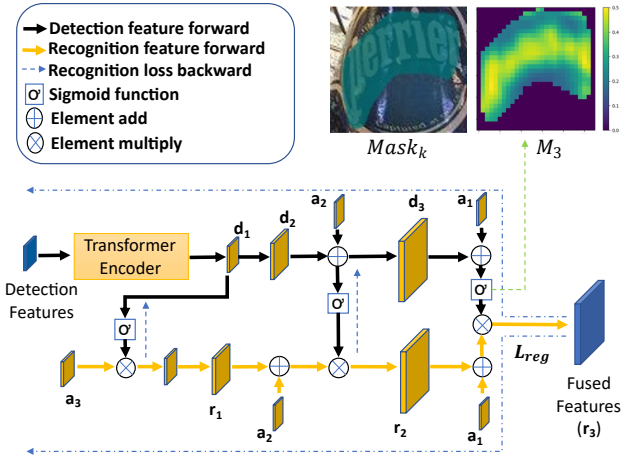 Detection feature forward
Recognition feature forward
Recognition loss backward
σ Sigmoid function
Element add
Element multiply
perrier
Mask_k
0.5
0.4
0.3
0.2
0.1
0.0
M_3
Transformer
Encoder
Detection
Features
d_1
d_2
a_2
d_3
a_1
σ
σ
σ
a_3
r_1
a_2
r_2
a_1
L_reg
Fused
Features
(r_3)